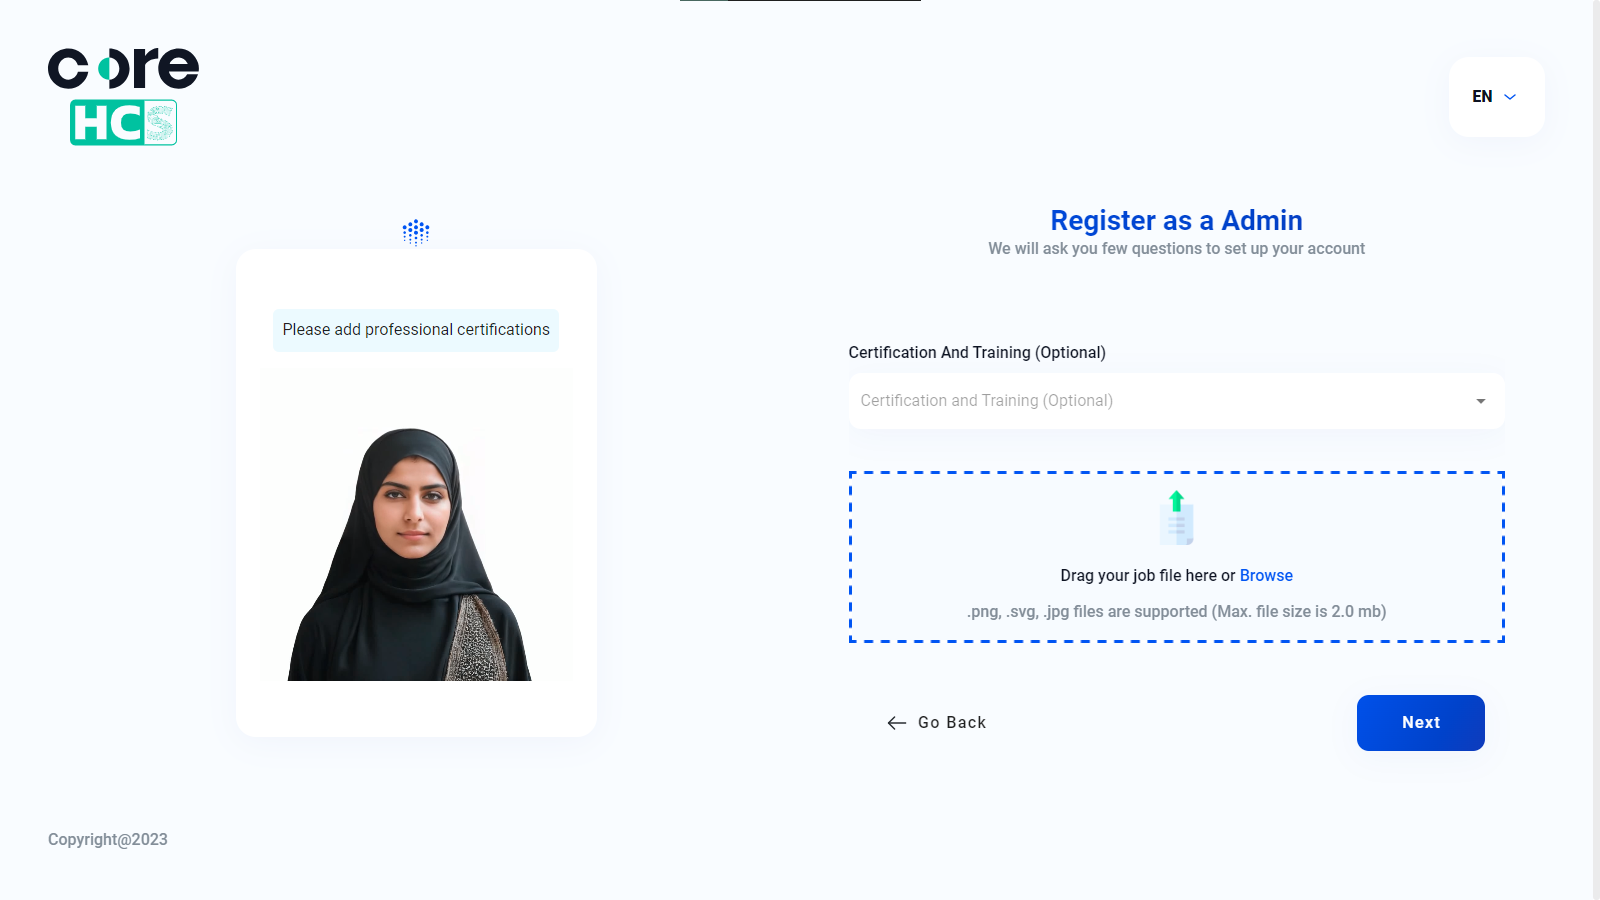 core
HCS
EN
Please add professional certifications
Register as a Admin
We will ask you few questions to set up your account
Certification And Training (Optional)
Certification and Training (Optional)
Drag your job file here or Browse
.png, .svg, .jpg files are supported (Max. file size is 2.0 mb)
Go Back
Next
Copyright@2023